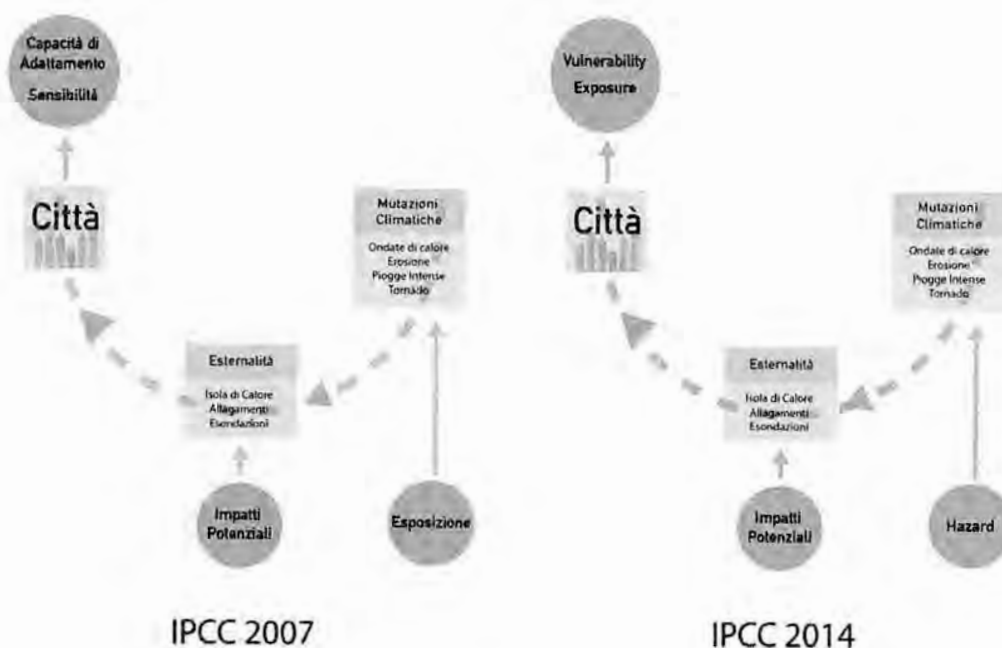 Capacità di
Adattamento
Sensibilità
Città
Mutazioni
Climatiche
Ondate di calore
Erosione
Piogge Intense
Tornado
Esternalità
Isola di Calore
Allagamenti
Esondazioni
Impatti
Potenziali
Esposizione
IPCC 2007
Vulnerability
Exposure
Città
Mutazioni
Climatiche
Ondate di calore
Erosione
Piogge Intense
Tornado
Esternalità
Isola di Calore
Allagamenti
Esondazioni
Impatti
Potenziali
Hazard
IPCC 2014